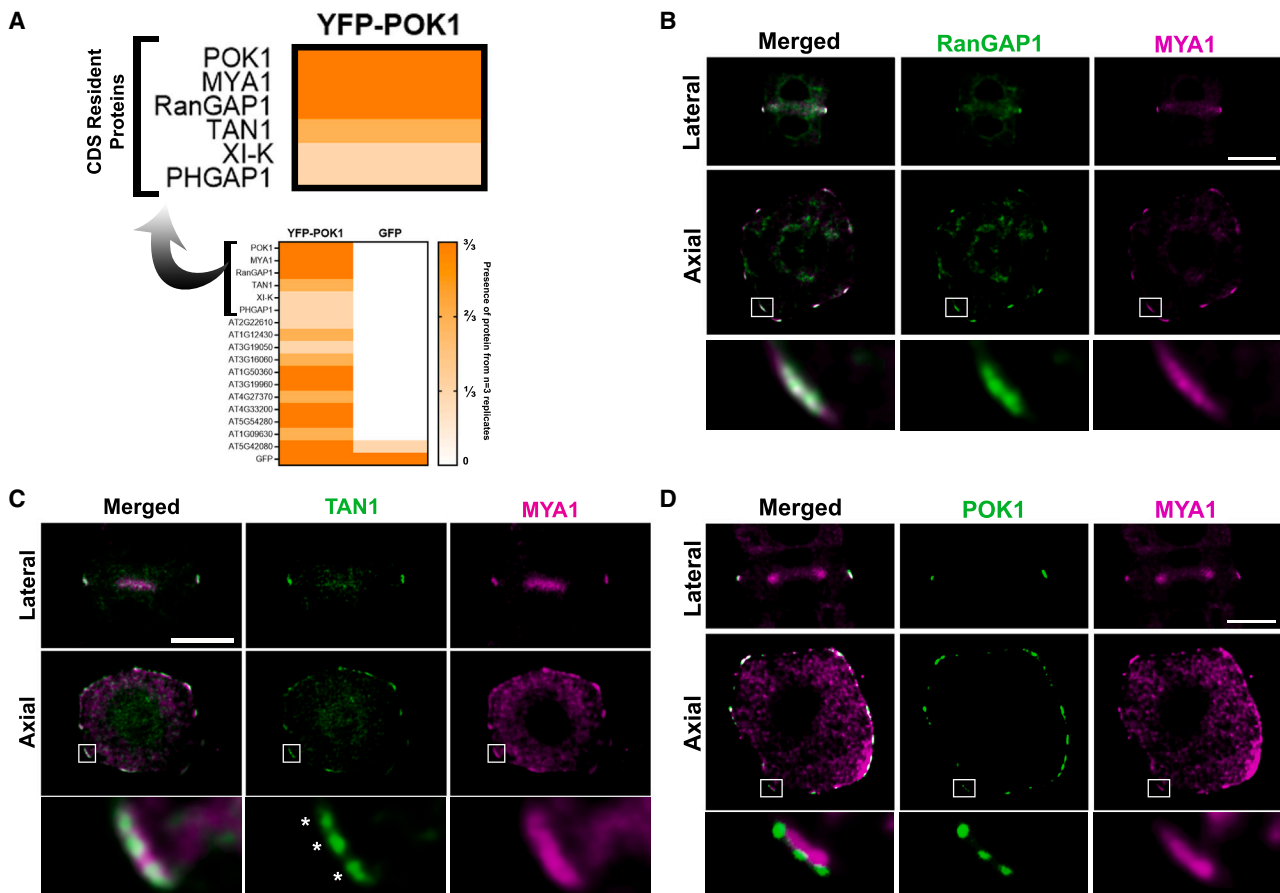 A
YFP-POK1
CDS Resident
Proteins
POK1
MYA1
RanGAP1
TAN1
XI-K
PHGAP1
YFP-POK1 GFP
POK1
MYA1
RanGAP1
TAN1
XI-K
PHGAP1
AT2G22610
AT1G12430
AT3G19050
AT3G16060
AT1G50360
AT3G19960
AT4G27370
AT4G33200
AT5G54280
AT1G09630
AT5G42080
GFP
3/3
2/3
1/3
0
Presence of protein from n=3 replicates
B
Merged RanGAP1 MYA1
Lateral
Axial
C
Merged TAN1 MYA1
Lateral
Axial
*
*
*
D
Merged POK1 MYA1
Lateral
Axial